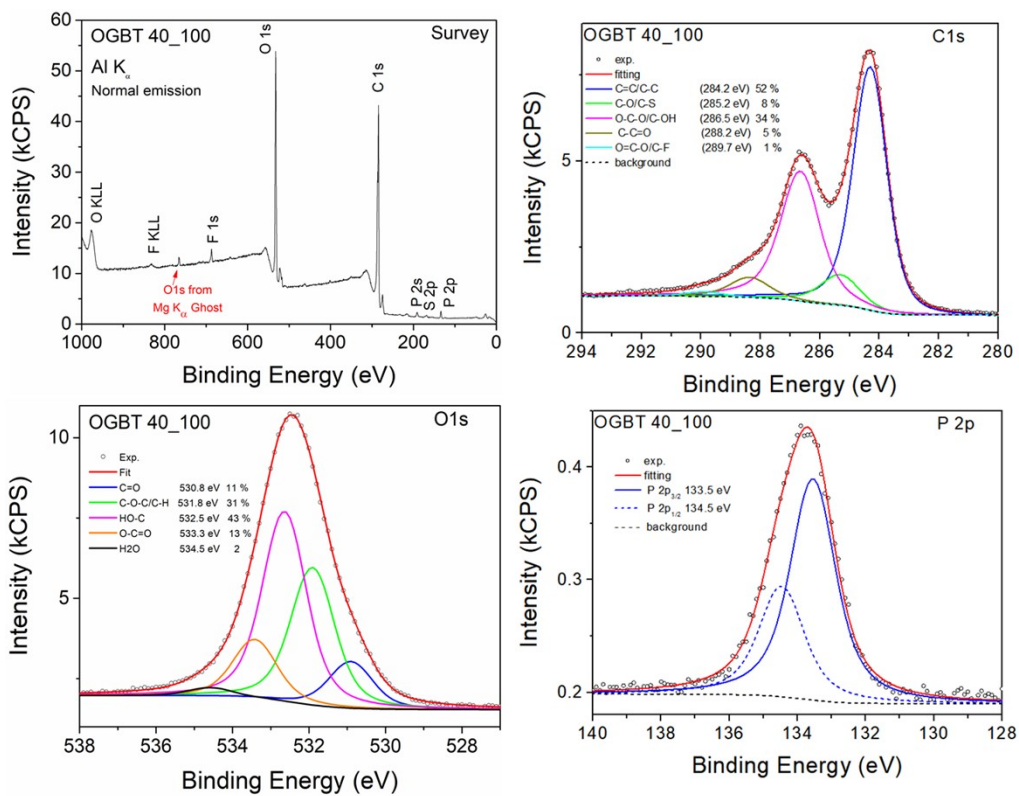 OGBT 40_100
Survey
Al Kα
Normal emission
O 1s
C 1s
O KLL
F KLL
F 1s
P 2s
S 2p
P 2p
O1s from
Mg Kα Ghost
60
50
40
30
20
10
0
1000
800
600
400
200
0
Intensity (kCPS)
Binding Energy (eV)
OGBT 40_100
C1s
exp.
fitting
C=C/C-C (284.2 eV) 52 %
C-O/C-S (285.2 eV) 8 %
O-C-O/C-OH (286.5 eV) 34 %
C-C=O (288.2 eV) 5 %
O=C-O/C-F (289.7 eV) 1 %
background
5
0
294
292
290
288
286
284
282
280
Intensity (kCPS)
Binding Energy (eV)
OGBT 40_100
O1s
Exp.
Fit
C=O 530.8 eV 11 %
C-O-C/C-H 531.8 eV 31 %
HO-C 532.5 eV 43 %
O-C=O 533.3 eV 13 %
H2O 534.5 eV 2
10
5
538
536
534
532
530
528
Intensity (kCPS)
Binding Energy (eV)
OGBT 40_100
P 2p
exp.
fitting
P 2p3/2 133.5 eV
P 2p1/2 134.5 eV
background
0.4
0.3
0.2
140
138
136
134
132
130
128
Intensity (kCPS)
Binding Energy (eV)